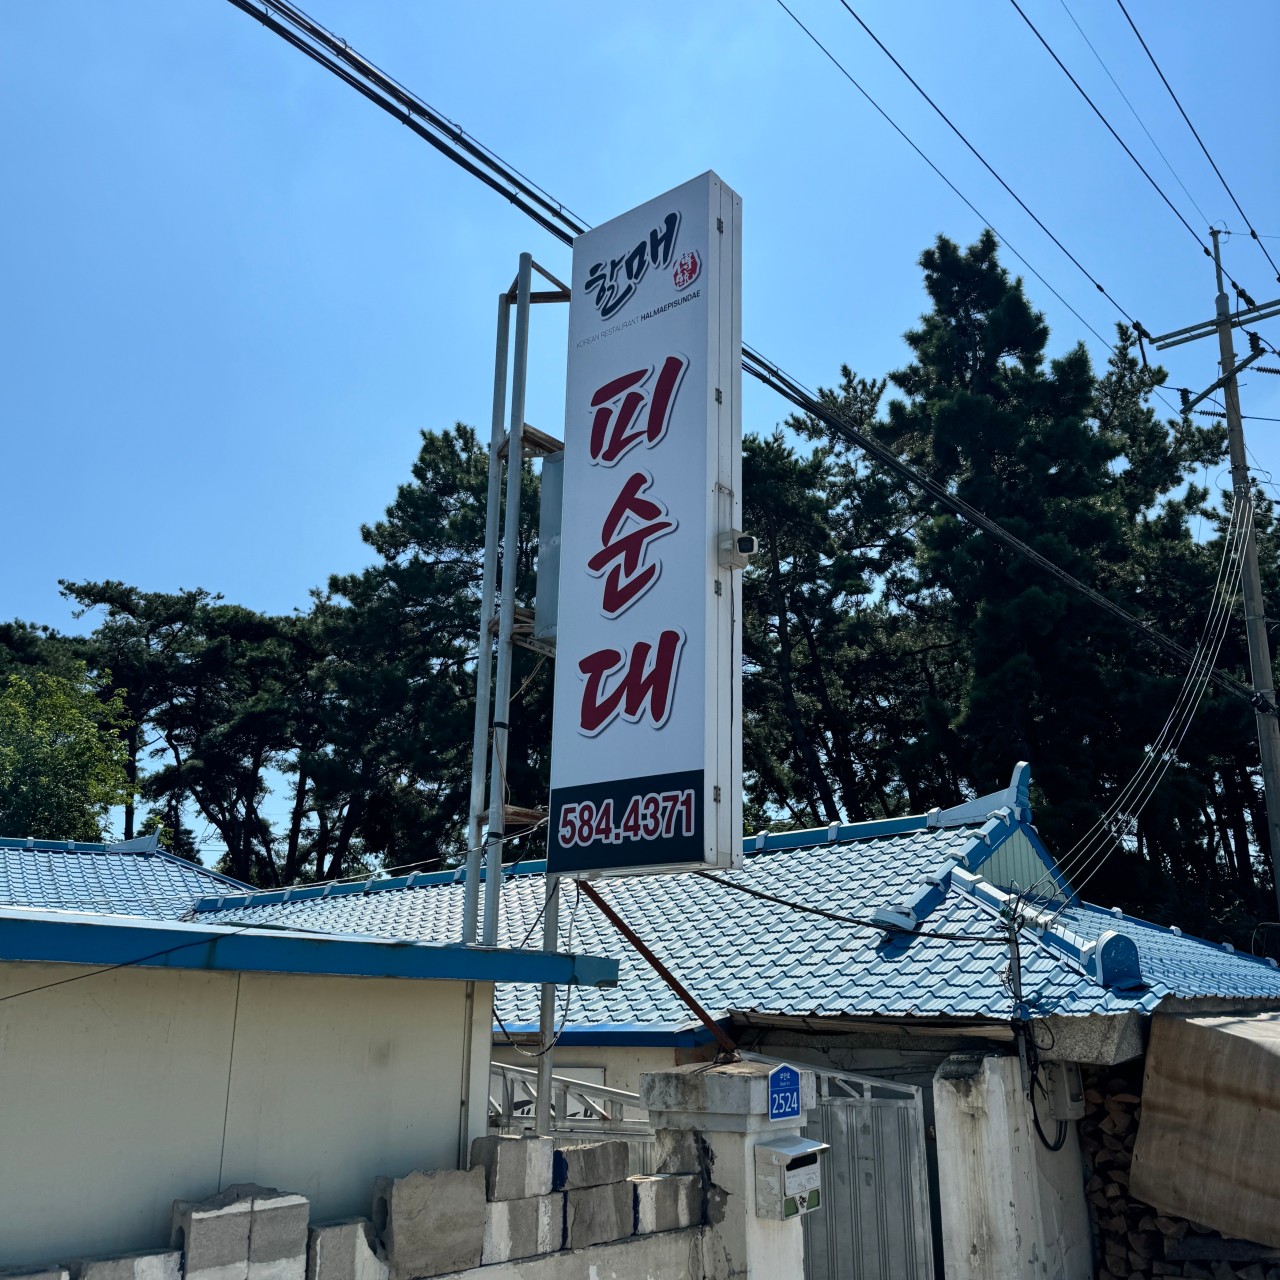 할매
KOREAN RESTAURANT HALMAEPISUNDAE
피
순
대
584.4371
2524